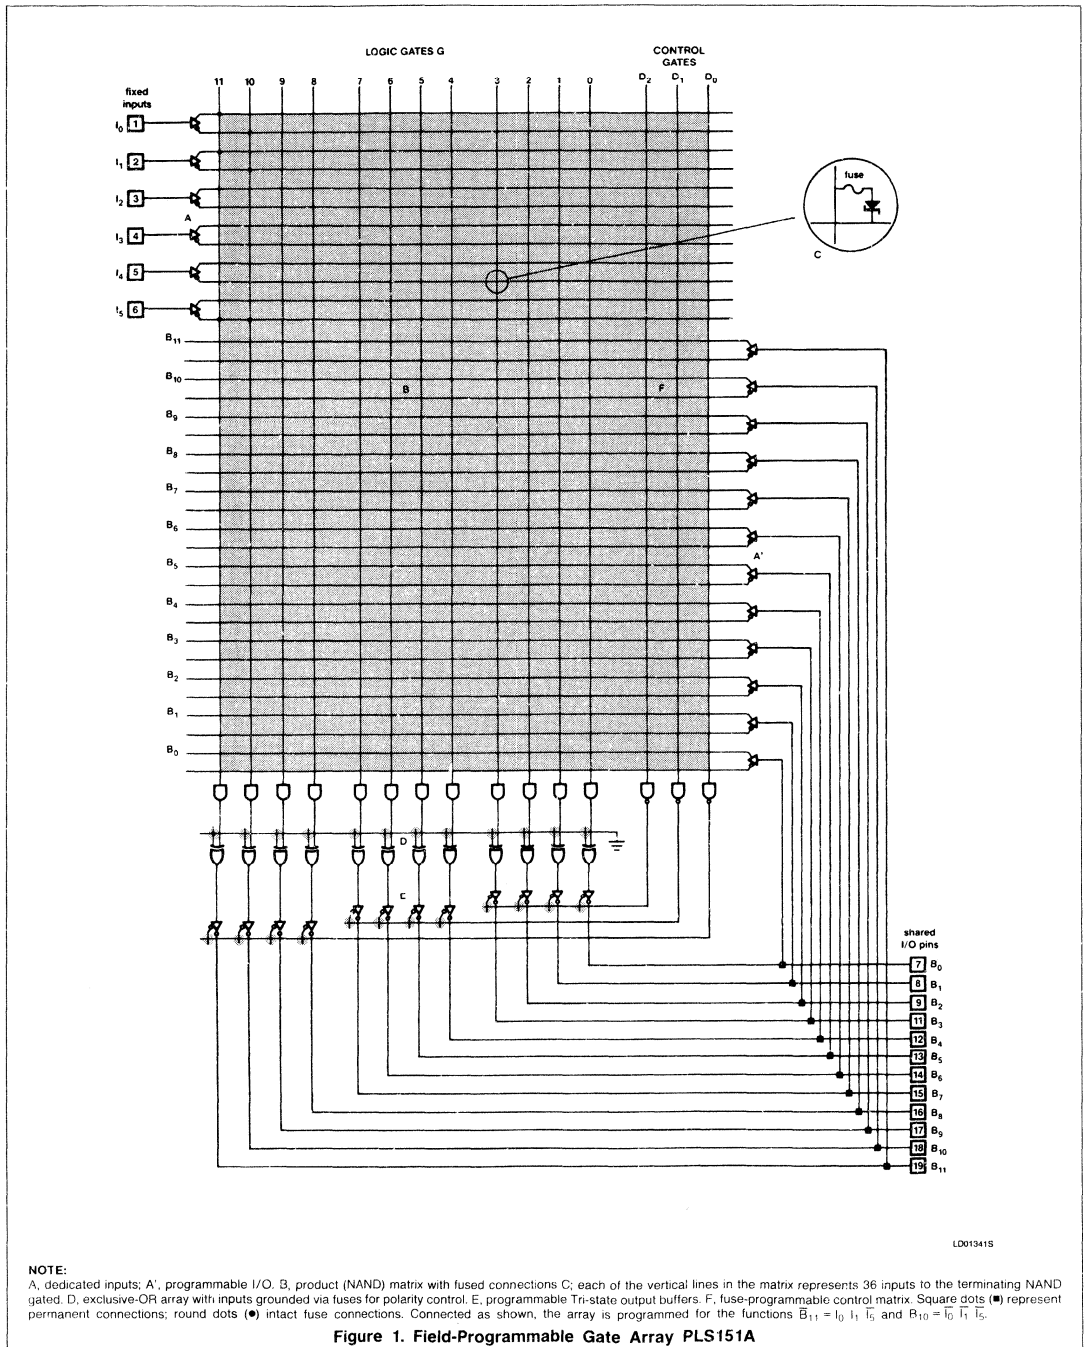 LOGIC GATES G
CONTROL
GATES
11 10 9 8 7 6 5 4 3 2 1 0 D2 D1 D0
fixed
inputs
I0 1
I1 2
I2 3
A
I3 4
I4 5
I5 6
fuse
C
B11
B10
B F
B9
B8
B7
B6
A'
B5
B4
B3
B2
B1
B0
D
E
shared
I/O pins
7 B0
8 B1
9 B2
11 B3
12 B4
13 B5
14 B6
15 B7
16 B8
17 B9
18 B10
19 B11
LD01341S
NOTE:
A, dedicated inputs; A', programmable I/O. B, product (NAND) matrix with fused connections C; each of the vertical lines in the matrix represents 36 inputs to the terminating NAND
gated. D, exclusive-OR array with inputs grounded via fuses for polarity control. E, programmable Tri-state output buffers. F, fuse-programmable control matrix. Square dots (■) represent
permanent connections; round dots (●) intact fuse connections. Connected as shown, the array is programmed for the functions B̅11 = I0 I1 I̅5 and B10 = I̅0 I̅1 I̅5.
Figure 1. Field-Programmable Gate Array PLS151A